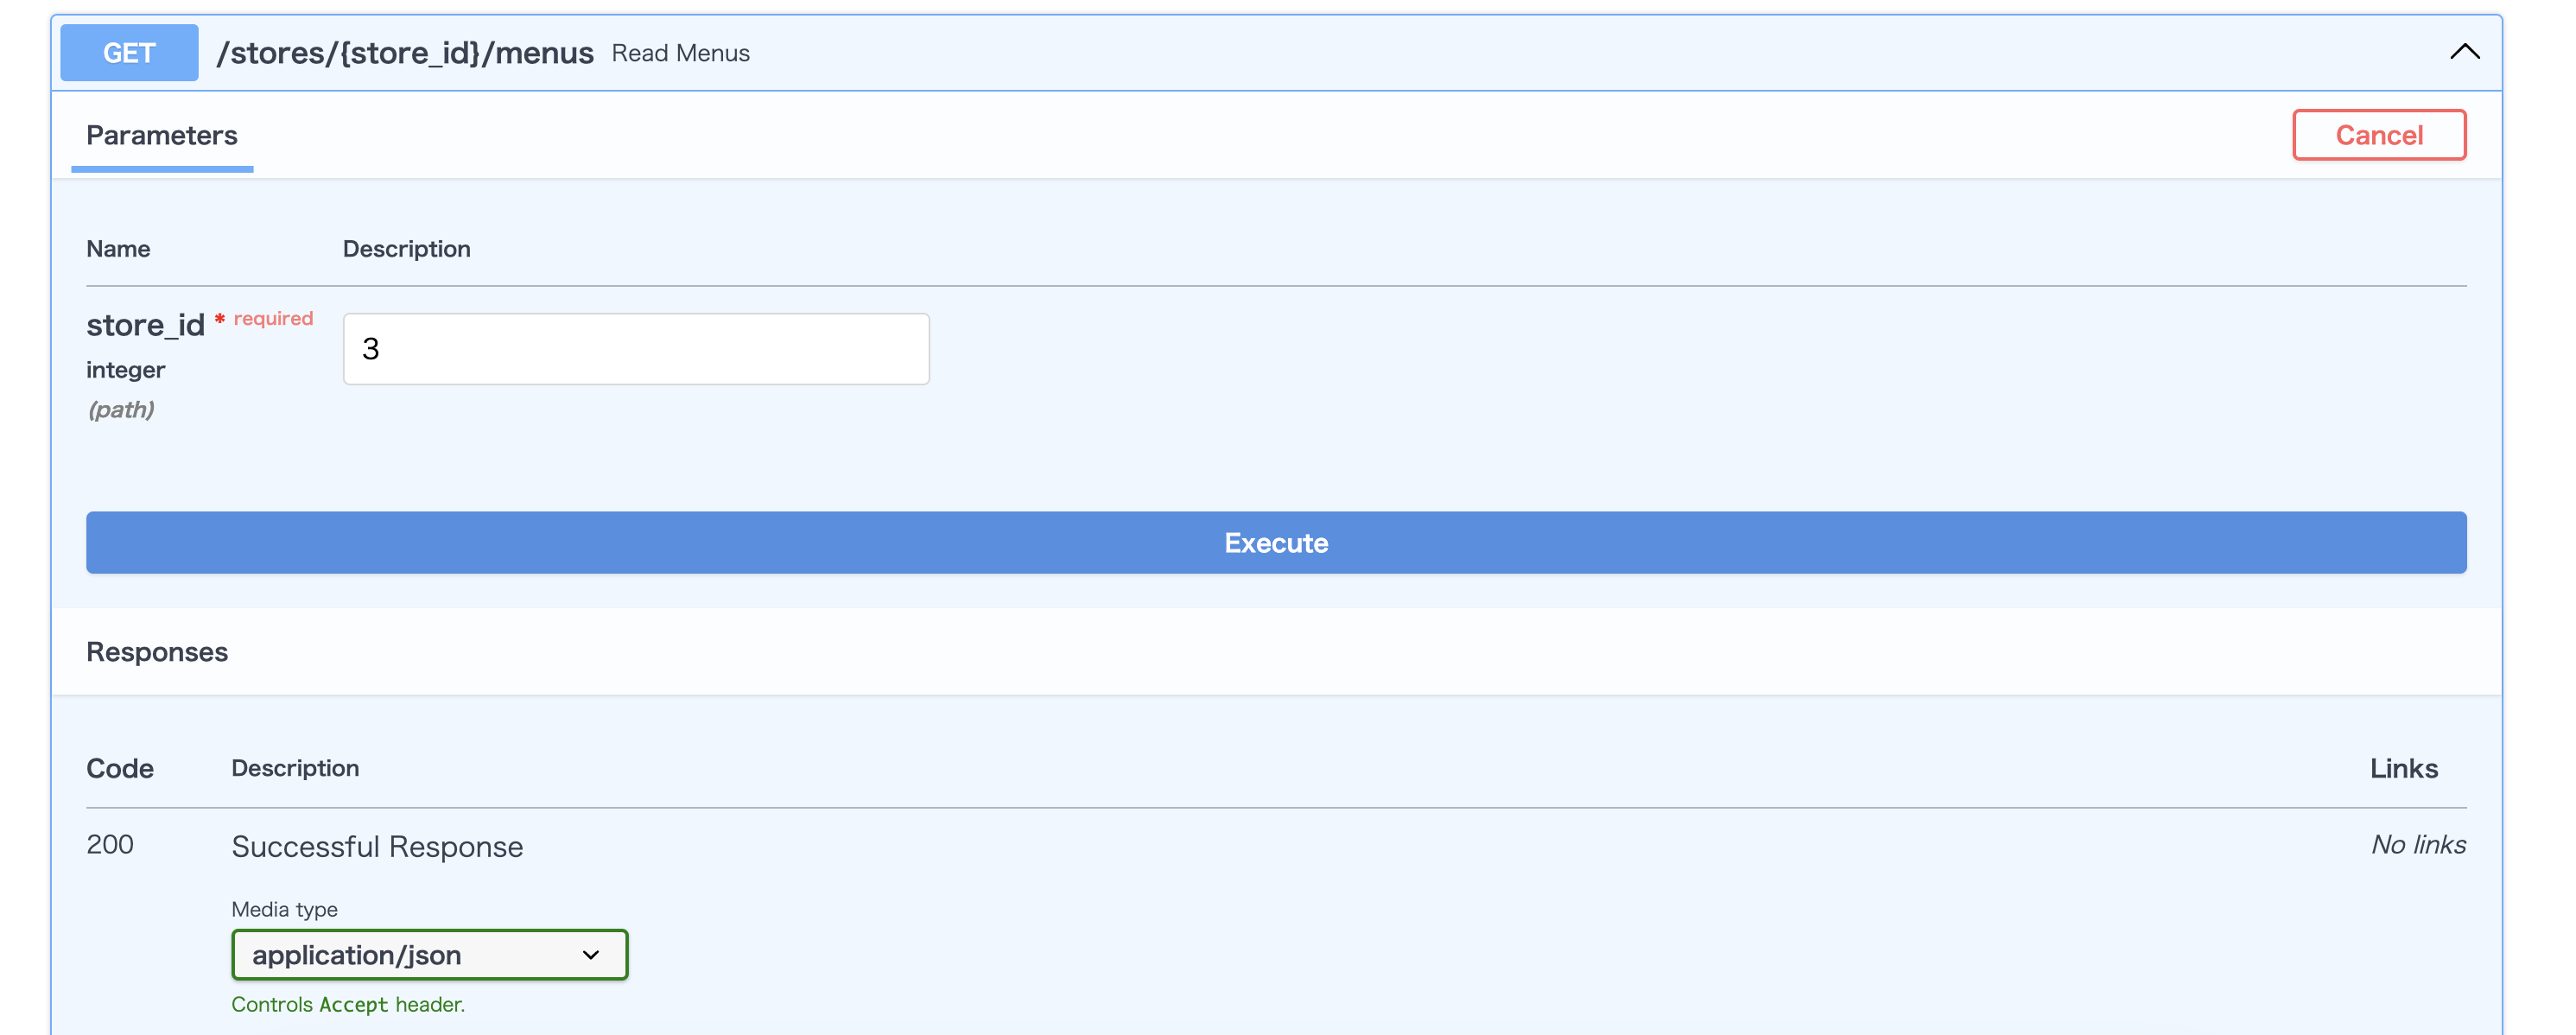 GET /stores/{store_id}/menus Read Menus
Parameters
Cancel
Name Description
store_id * required
integer
(path)
3
Execute
Responses
Code Description Links
200 Successful Response No links
Media type
application/json
Controls Accept header.